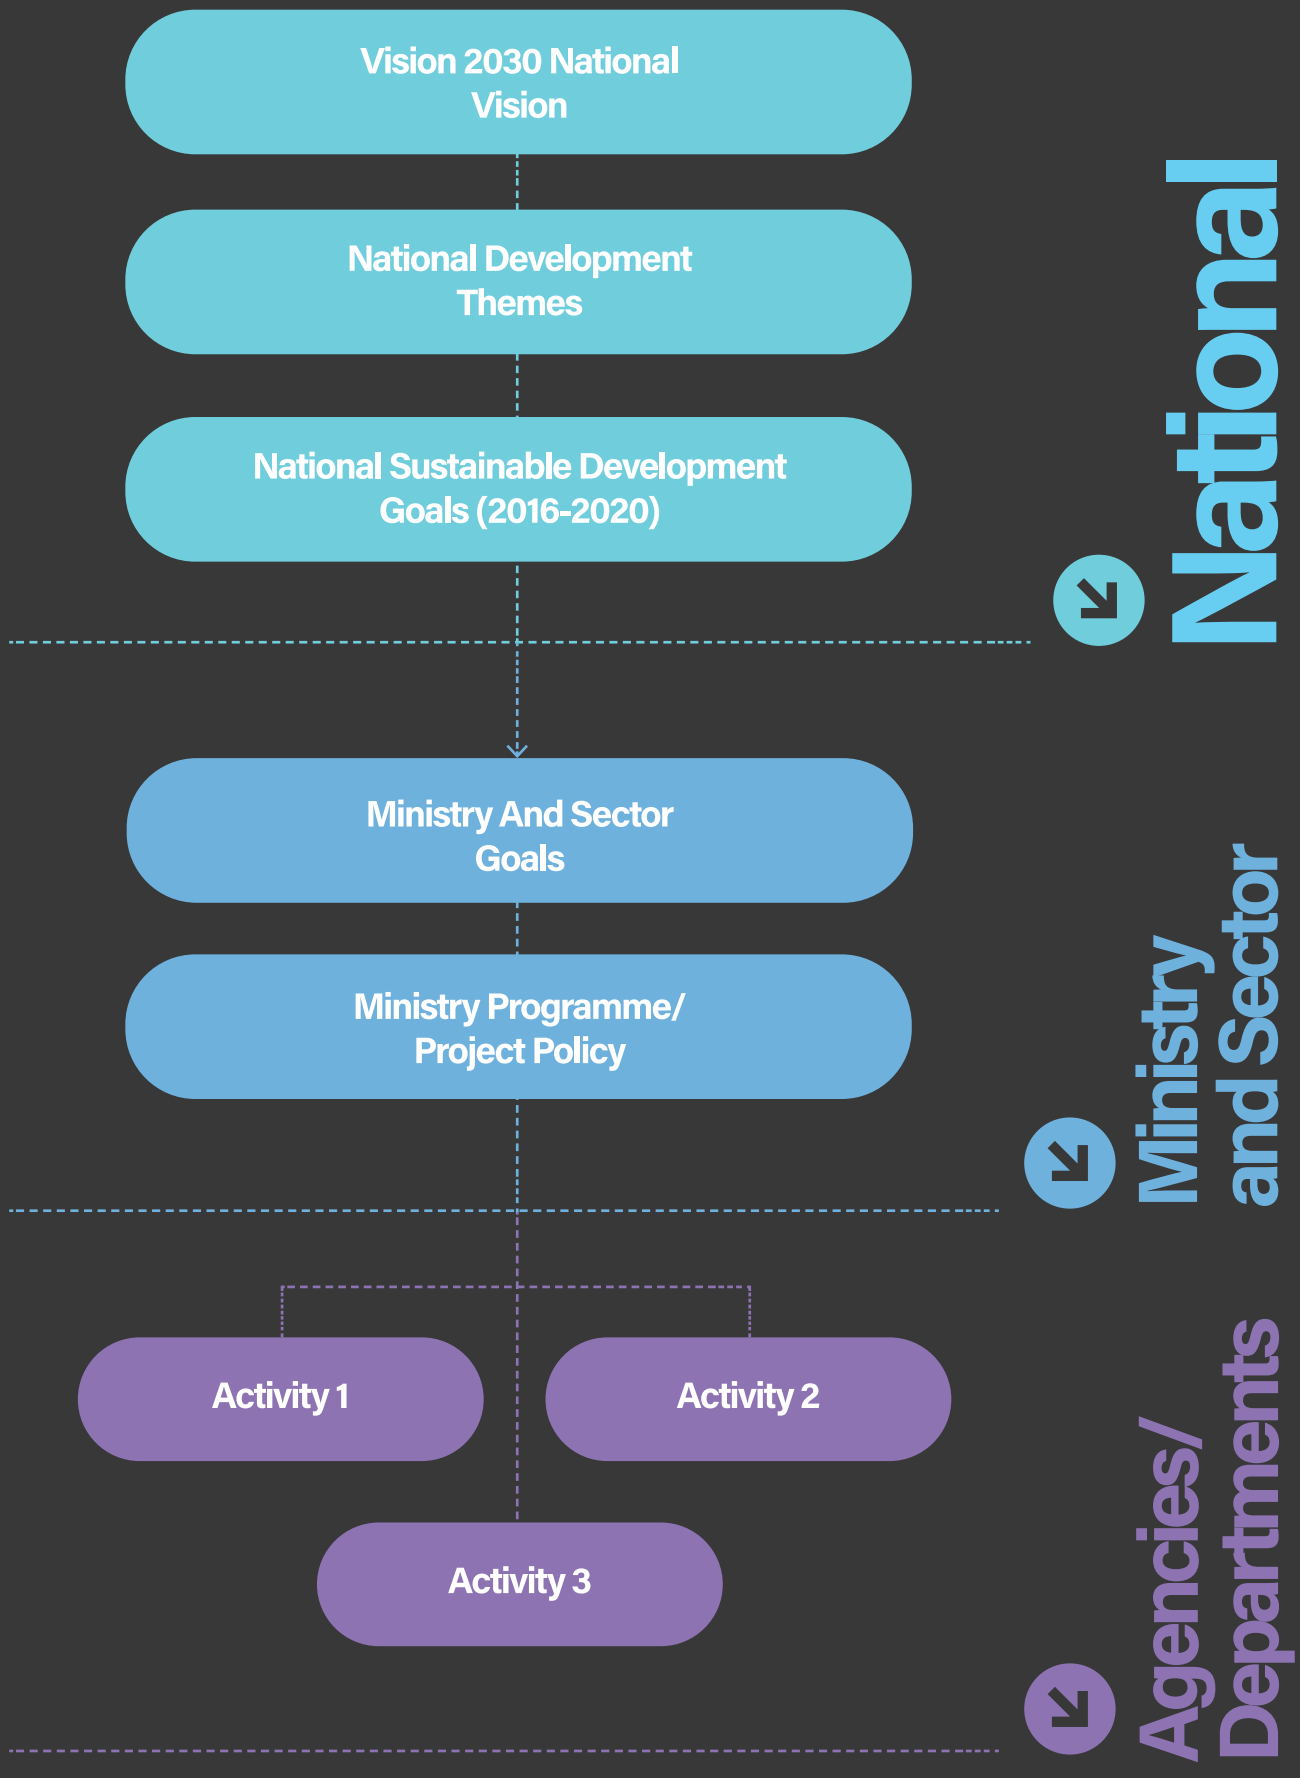 Vision 2030 National
Vision
National Development
Themes
National Sustainable Development
Goals (2016-2020)
National
Ministry And Sector
Goals
Ministry Programme/
Project Policy
Ministry
and Sector
Activity 1
Activity 2
Activity 3
Agencies/
Departments